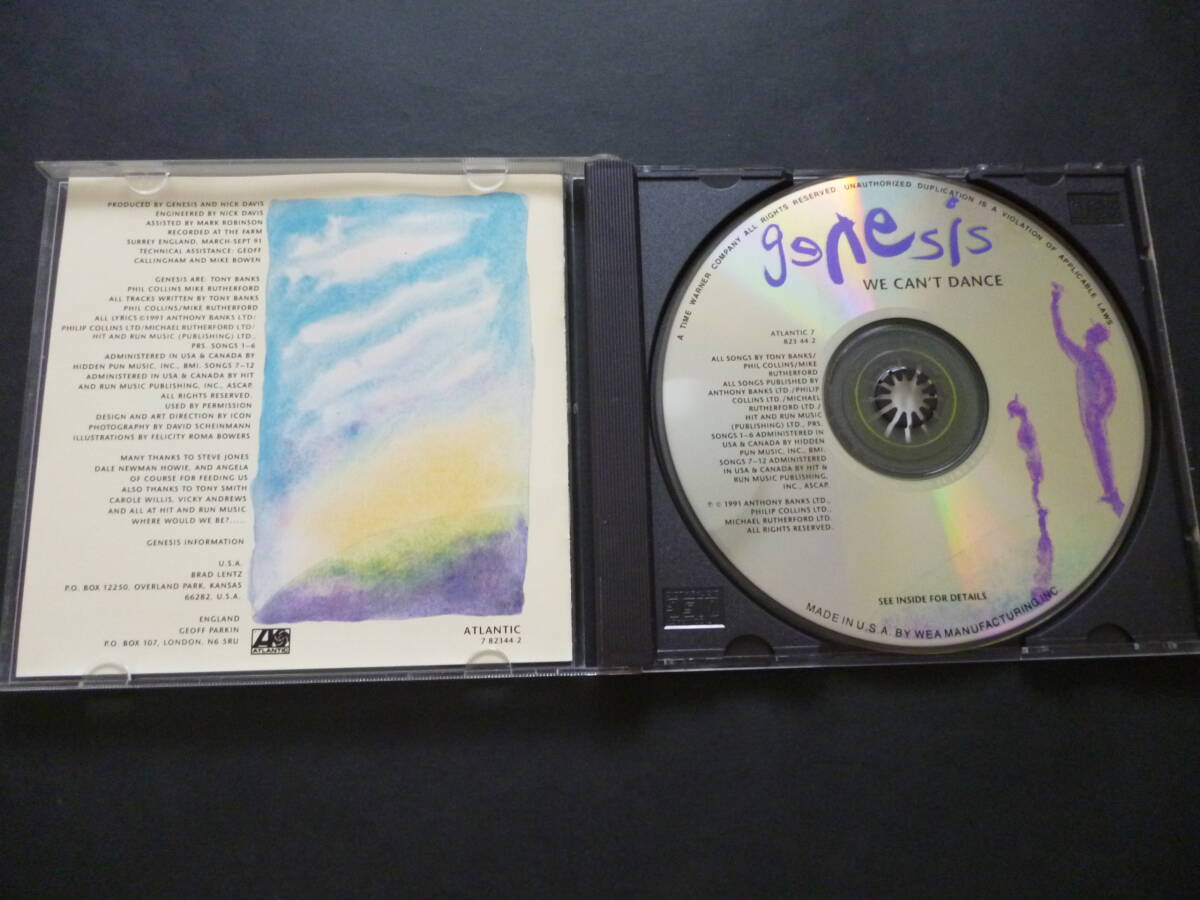 PRODUCED BY GENESIS AND NICK DAVIS
ENGINEERED BY NICK DAVIS
ASSISTED BY MARK ROBINSON
RECORDED AT THE FARM
SURREY ENGLAND, MARCH-SEPT 91
TECHNICAL ASSISTANCE: GEOFF
CALLINGHAM AND MIKE BOWEN
GENESIS ARE: TONY BANKS
PHIL COLLINS MIKE RUTHERFORD
ALL TRACKS WRITTEN BY TONY BANKS
PHIL COLLINS/MIKE RUTHERFORD
ALL LYRICS ©1991 ANTHONY BANKS LTD/
PHILIP COLLINS LTD/MICHAEL RUTHERFORD LTD/
HIT AND RUN MUSIC (PUBLISHING) LTD.,
PRS. SONGS 1–6
ADMINISTERED IN USA & CANADA BY
HIDDEN PUN MUSIC, INC., BMI. SONGS 7–12
ADMINISTERED IN USA & CANADA BY HIT
AND RUN MUSIC PUBLISHING, INC., ASCAP.
ALL RIGHTS RESERVED.
USED BY PERMISSION
DESIGN AND ART DIRECTION BY ICON
PHOTOGRAPHY BY DAVID SCHEINMANN
ILLUSTRATIONS BY FELICITY ROMA BOWERS
MANY THANKS TO STEVE JONES
DALE NEWMAN HOWIE, AND ANGELA
OF COURSE FOR FEEDING US
ALSO THANKS TO TONY SMITH
CAROLE WILLIS, VICKY ANDREWS
AND ALL AT HIT AND RUN MUSIC
WHERE WOULD WE BE?.....
GENESIS INFORMATION
U.S.A.
BRAD LENTZ
P.O. BOX 12250, OVERLAND PARK, KANSAS
66282, U.S.A.
ENGLAND
GEOFF PARKIN
P.O. BOX 107, LONDON, N6 5RU
ATLANTIC
ATLANTIC
7 82344-2
A TIME WARNER COMPANY ALL RIGHTS RESERVED. UNAUTHORIZED DUPLICATION IS A VIOLATION OF APPLICABLE LAWS
genesis
WE CAN'T DANCE
ATLANTIC 7
823 44-2
ALL SONGS BY TONY BANKS/
PHIL COLLINS/MIKE
RUTHERFORD
ALL SONGS PUBLISHED BY
ANTHONY BANKS LTD./PHILIP
COLLINS LTD./MICHAEL
RUTHERFORD LTD./
HIT AND RUN MUSIC
(PUBLISHING) LTD., PRS.
SONGS 1–6 ADMINISTERED IN
USA & CANADA BY HIDDEN
PUN MUSIC, INC., BMI.
SONGS 7–12 ADMINISTERED
IN USA & CANADA BY HIT &
RUN MUSIC PUBLISHING,
INC., ASCAP.
℗ © 1991 ANTHONY BANKS LTD.,
PHILIP COLLINS LTD.,
MICHAEL RUTHERFORD LTD.
ALL RIGHTS RESERVED.
SEE INSIDE FOR DETAILS
MADE IN U.S.A. BY WEA MANUFACTURING INC.